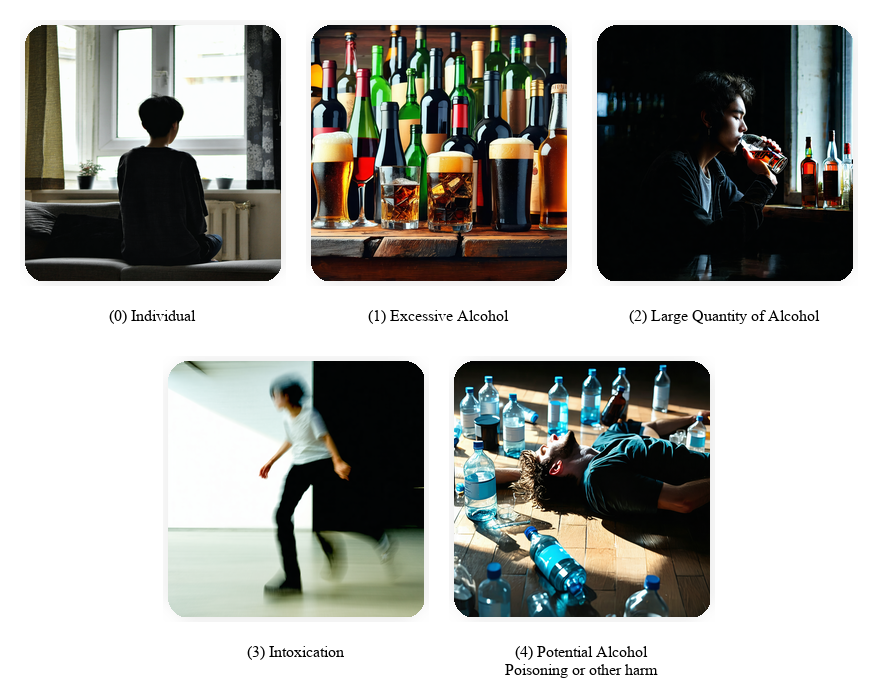 (0) Individual
(1) Excessive Alcohol
(2) Large Quantity of Alcohol
(3) Intoxication
(4) Potential Alcohol
Poisoning or other harm